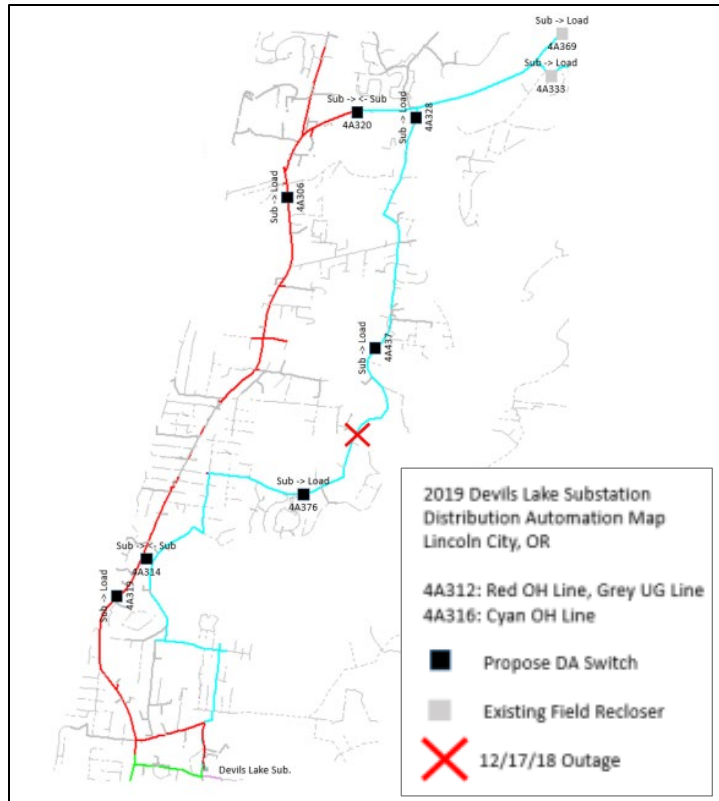 Sub -> Load
4A369
Sub -> Load
4A333
Sub -> <- Sub
4A320
Sub -> Load
4A328
Sub -> Load
4A306
Sub -> Load
4A437
Sub -> Load
4A376
Sub -> <- Sub
4A314
Sub -> Load
4A319
Devils Lake Sub.
2019 Devils Lake Substation
Distribution Automation Map
Lincoln City, OR
4A312: Red OH Line, Grey UG Line
4A316: Cyan OH Line
Propose DA Switch
Existing Field Recloser
12/17/18 Outage